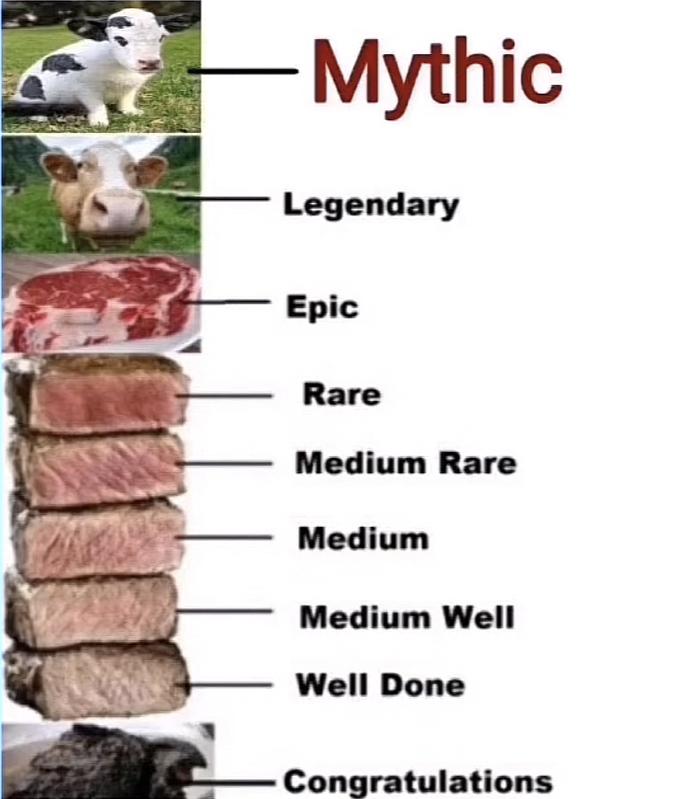 Mythic
Legendary
Epic
Rare
Medium Rare
Medium
Medium Well
Well Done
Congratulations